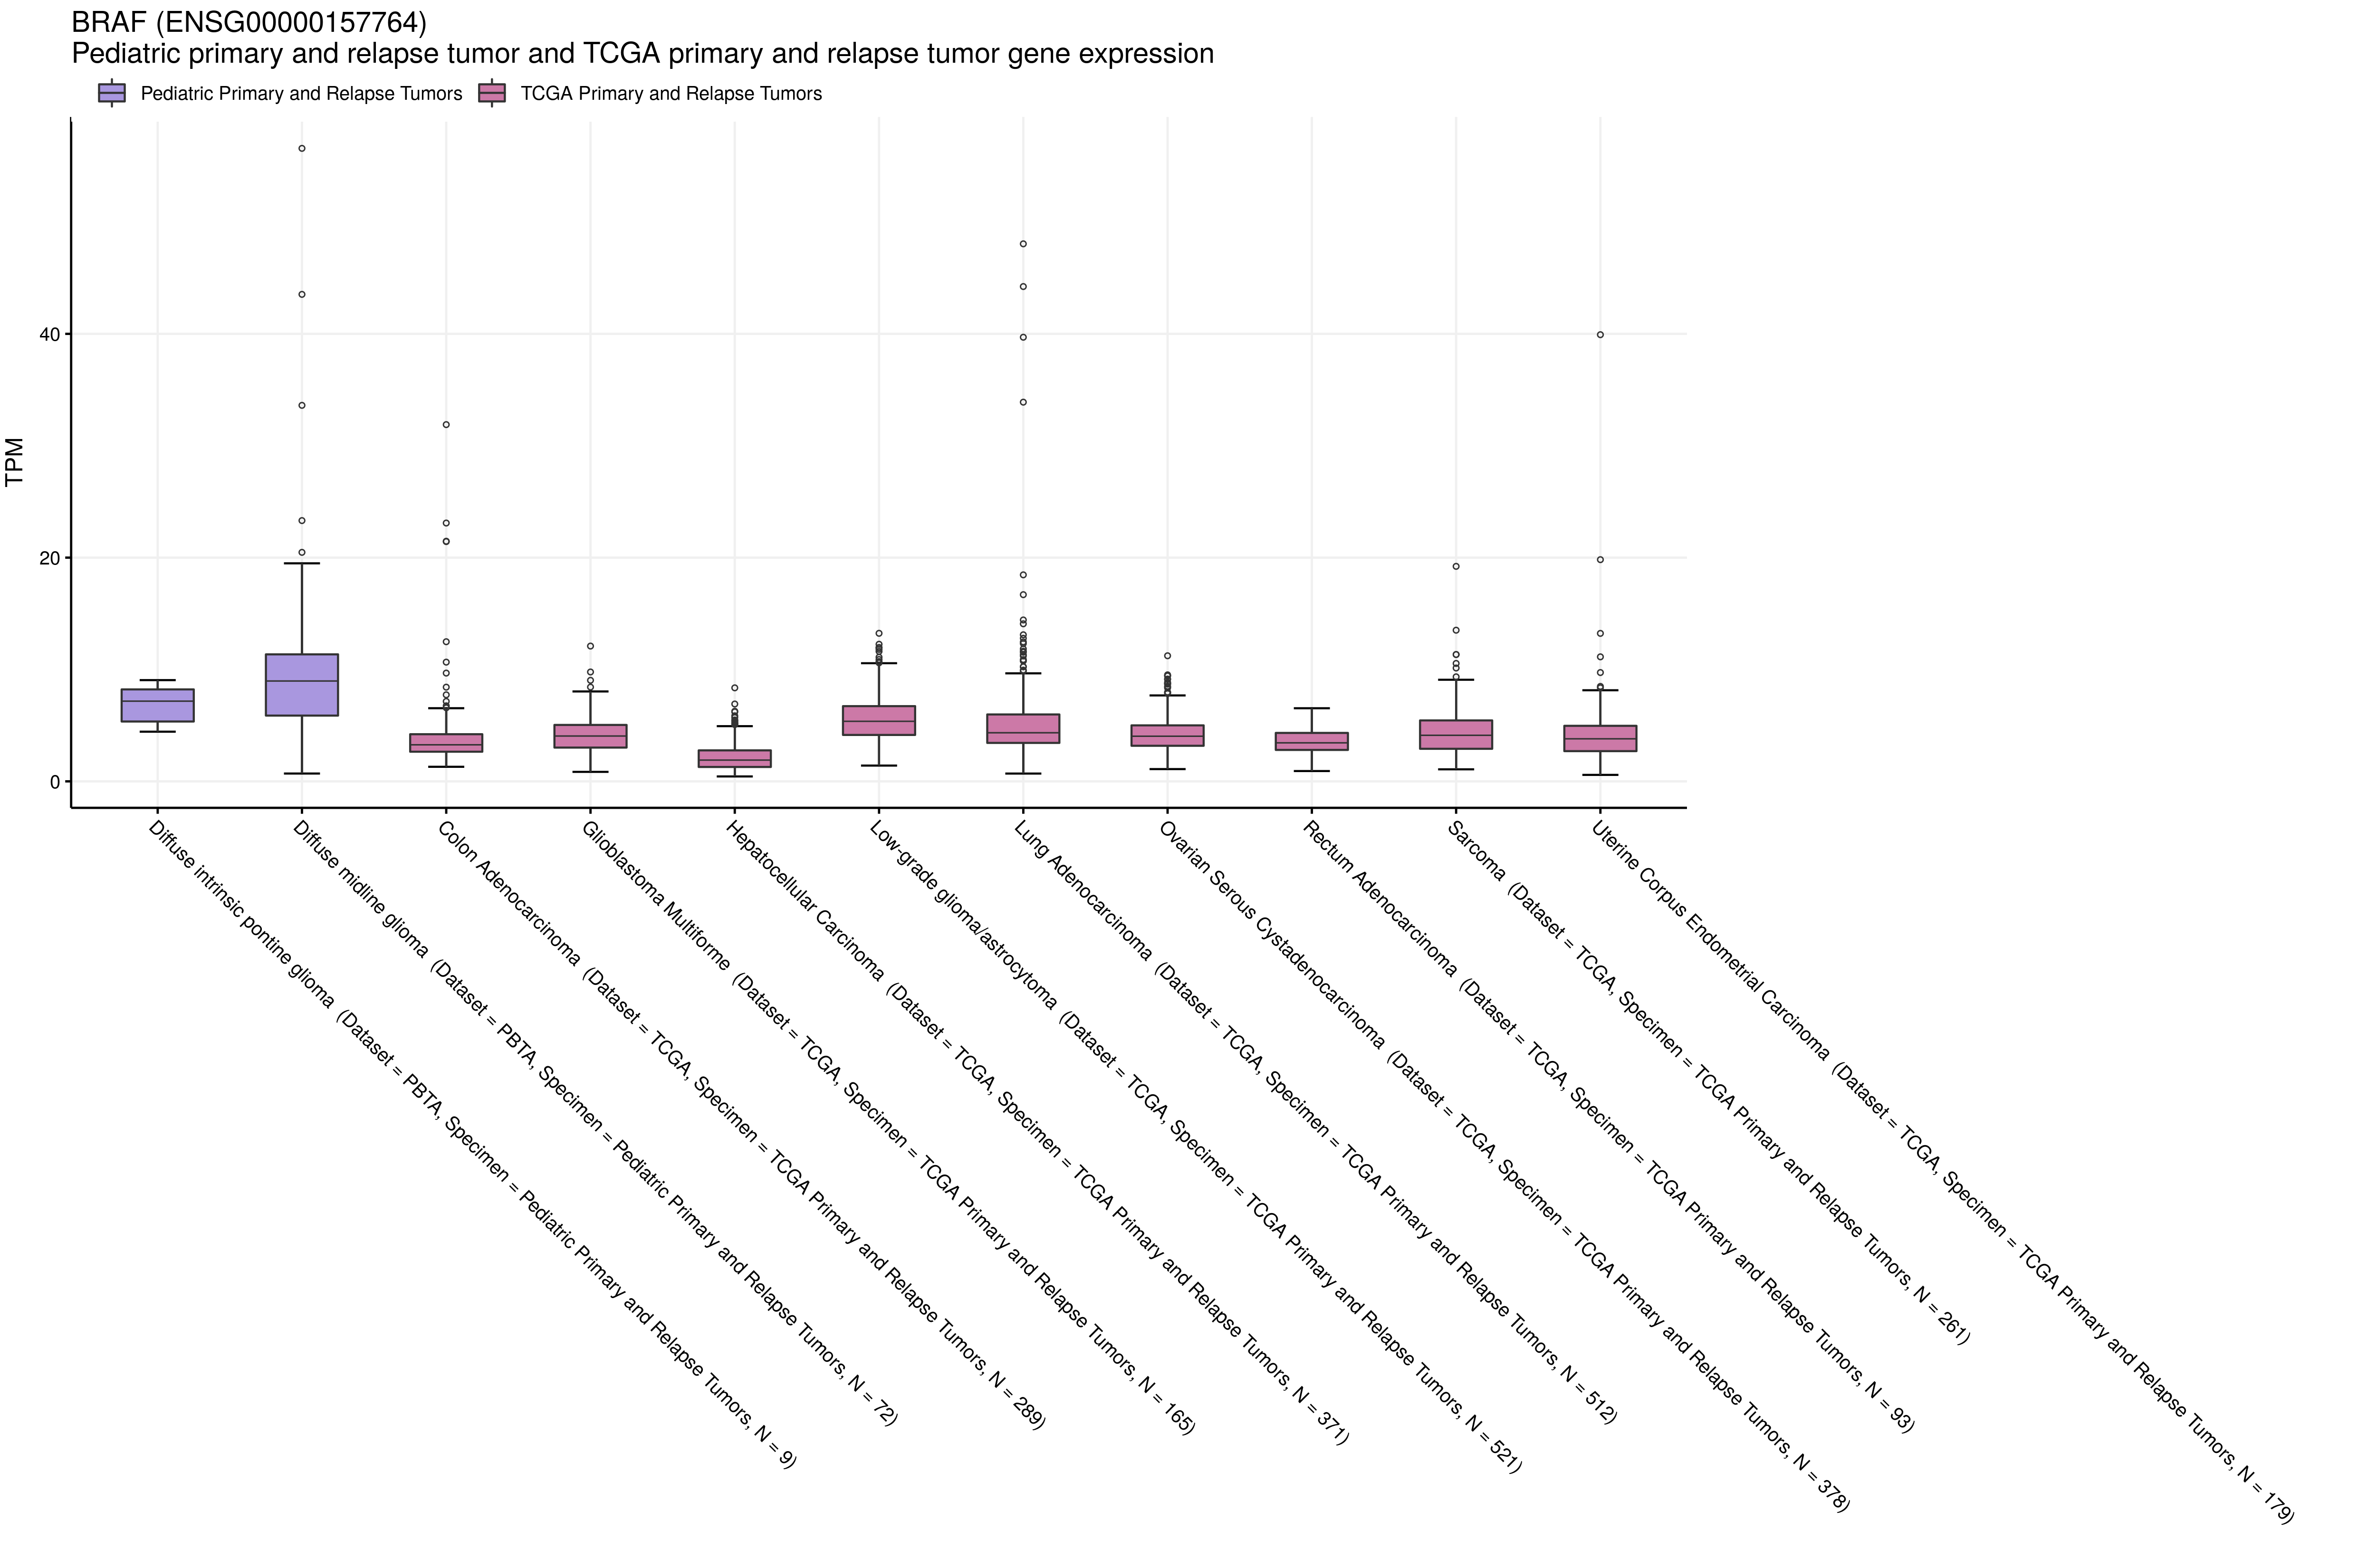 BRAF (ENSG00000157764)
Pediatric primary and relapse tumor and TCGA primary and relapse tumor gene expression
Pediatric Primary and Relapse Tumors
TCGA Primary and Relapse Tumors
TPM
40
20
0
Diffuse intrinsic pontine glioma (Dataset = PBTA, Specimen = Pediatric Primary and Relapse Tumors, N = 9)
Diffuse midline glioma (Dataset = PBTA, Specimen = Pediatric Primary and Relapse Tumors, N = 72)
Colon Adenocarcinoma (Dataset = TCGA, Specimen = TCGA Primary and Relapse Tumors, N = 289)
Glioblastoma Multiforme (Dataset = TCGA, Specimen = TCGA Primary and Relapse Tumors, N = 165)
Hepatocellular Carcinoma (Dataset = TCGA, Specimen = TCGA Primary and Relapse Tumors, N = 371)
Low-grade glioma/astrocytoma (Dataset = TCGA, Specimen = TCGA Primary and Relapse Tumors, N = 521)
Lung Adenocarcinoma (Dataset = TCGA, Specimen = TCGA Primary and Relapse Tumors, N = 512)
Ovarian Serous Cystadenocarcinoma (Dataset = TCGA, Specimen = TCGA Primary and Relapse Tumors, N = 378)
Rectum Adenocarcinoma (Dataset = TCGA, Specimen = TCGA Primary and Relapse Tumors, N = 93)
Sarcoma (Dataset = TCGA, Specimen = TCGA Primary and Relapse Tumors, N = 261)
Uterine Corpus Endometrial Carcinoma (Dataset = TCGA, Specimen = TCGA Primary and Relapse Tumors, N = 179)